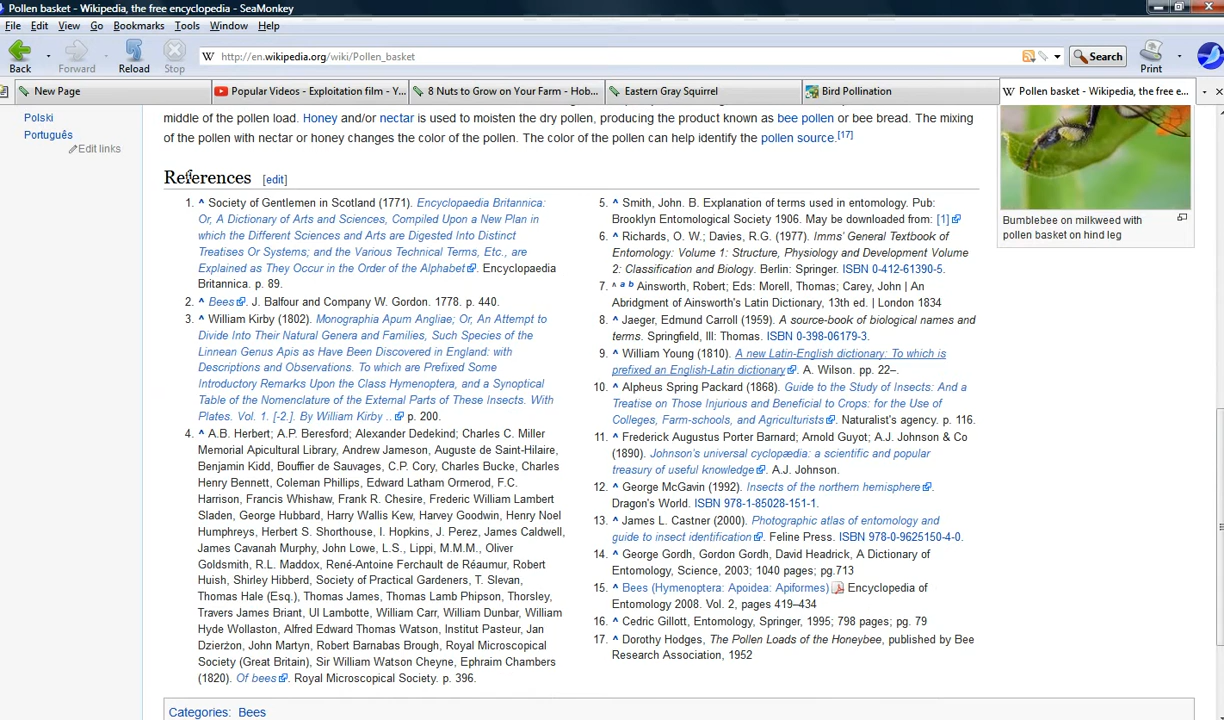 Pollen basket - Wikipedia, the free encyclopedia - SeaMonkey
File Edit View Go Bookmarks Tools Window Help
http://en.wikipedia.org/wiki/Pollen_basket
Search
Back Forward Reload Stop Print
New Page Popular Videos - Exploitation film - Y... 8 Nuts to Grow on Your Farm - Hob... Eastern Gray Squirrel Bird Pollination Pollen basket - Wikipedia, the free e...
Polski
Português
Edit links
middle of the pollen load. Honey and/or nectar is used to moisten the dry pollen, producing the product known as bee pollen or bee bread. The mixing
of the pollen with nectar or honey changes the color of the pollen. The color of the pollen can help identify the pollen source.[17]
References [edit]
1. ^ Society of Gentlemen in Scotland (1771). Encyclopaedia Britannica:
Or, A Dictionary of Arts and Sciences, Compiled Upon a New Plan in
which the Different Sciences and Arts are Digested Into Distinct
Treatises Or Systems; and the Various Technical Terms, Etc., are
Explained as They Occur in the Order of the Alphabet. Encyclopaedia
Britannica. p. 89.
2. ^ Bees. J. Balfour and Company W. Gordon. 1778. p. 440.
3. ^ William Kirby (1802). Monographia Apum Angliae; Or, An Attempt to
Divide Into Their Natural Genera and Families, Such Species of the
Linnean Genus Apis as Have Been Discovered in England: with
Descriptions and Observations. To which are Prefixed Some
Introductory Remarks Upon the Class Hymenoptera, and a Synoptical
Table of the Nomenclature of the External Parts of These Insects. With
Plates. Vol. 1. [-2.]. By William Kirby .. p. 200.
4. ^ A.B. Herbert; A.P. Beresford; Alexander Dedekind; Charles C. Miller
Memorial Apicultural Library, Andrew Jameson, Auguste de Saint-Hilaire,
Benjamin Kidd, Bouffier de Sauvages, C.P. Cory, Charles Bucke, Charles
Henry Bennett, Coleman Phillips, Edward Latham Ormerod, F.C.
Harrison, Francis Whishaw, Frank R. Chesire, Frederic William Lambert
Sladen, George Hubbard, Harry Wallis Kew, Harvey Goodwin, Henry Noel
Humphreys, Herbert S. Shorthouse, I. Hopkins, J. Perez, James Caldwell,
James Cavanah Murphy, John Lowe, L.S., Lippi, M.M.M., Oliver
Goldsmith, R.L. Maddox, René-Antoine Ferchault de Réaumur, Robert
Huish, Shirley Hibberd, Society of Practical Gardeners, T. Slevan,
Thomas Hale (Esq.), Thomas James, Thomas Lamb Phipson, Thorsley,
Travers James Briant, Ul Lambotte, William Carr, William Dunbar, William
Hyde Wollaston, Alfred Edward Thomas Watson, Institut Pasteur, Jan
Dzierżon, John Martyn, Robert Barnabas Brough, Royal Microscopical
Society (Great Britain), Sir William Watson Cheyne, Ephraim Chambers
(1820). Of bees. Royal Microscopical Society. p. 396.
5. ^ Smith, John. B. Explanation of terms used in entomology. Pub:
Brooklyn Entomological Society 1906. May be downloaded from: [1]
6. ^ Richards, O. W.; Davies, R.G. (1977). Imms' General Textbook of
Entomology: Volume 1: Structure, Physiology and Development Volume
2: Classification and Biology. Berlin: Springer. ISBN 0-412-61390-5.
7. ^ a b Ainsworth, Robert; Eds: Morell, Thomas; Carey, John | An
Abridgment of Ainsworth's Latin Dictionary, 13th ed. | London 1834
8. ^ Jaeger, Edmund Carroll (1959). A source-book of biological names and
terms. Springfield, Ill: Thomas. ISBN 0-398-06179-3.
9. ^ William Young (1810). A new Latin-English dictionary: To which is
prefixed an English-Latin dictionary. A. Wilson. pp. 22–.
10. ^ Alpheus Spring Packard (1868). Guide to the Study of Insects: And a
Treatise on Those Injurious and Beneficial to Crops: for the Use of
Colleges, Farm-schools, and Agriculturists. Naturalist's agency. p. 116.
11. ^ Frederick Augustus Porter Barnard; Arnold Guyot; A.J. Johnson & Co
(1890). Johnson's universal cyclopædia: a scientific and popular
treasury of useful knowledge. A.J. Johnson.
12. ^ George McGavin (1992). Insects of the northern hemisphere.
Dragon's World. ISBN 978-1-85028-151-1.
13. ^ James L. Castner (2000). Photographic atlas of entomology and
guide to insect identification. Feline Press. ISBN 978-0-9625150-4-0.
14. ^ George Gordh, Gordon Gordh, David Headrick, A Dictionary of
Entomology, Science, 2003; 1040 pages; pg.713
15. ^ Bees (Hymenoptera: Apoidea: Apiformes) Encyclopedia of
Entomology 2008. Vol. 2, pages 419–434
16. ^ Cedric Gillott, Entomology, Springer, 1995; 798 pages; pg. 79
17. ^ Dorothy Hodges, The Pollen Loads of the Honeybee, published by Bee
Research Association, 1952
Bumblebee on milkweed with
pollen basket on hind leg
Categories: Bees